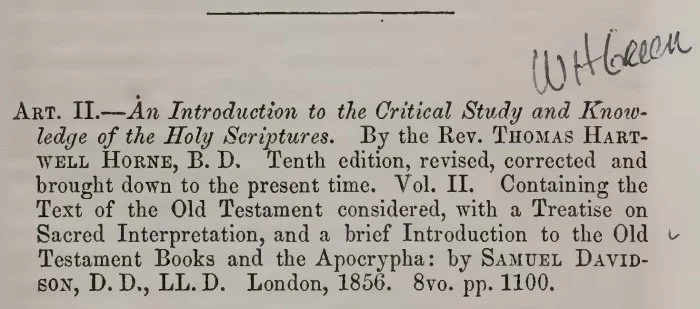 WHGreen
ART. II.—An Introduction to the Critical Study and Know-
ledge of the Holy Scriptures. By the Rev. THOMAS HART-
WELL HORNE, B. D. Tenth edition, revised, corrected and
brought down to the present time. Vol. II. Containing the
Text of the Old Testament considered, with a Treatise on
Sacred Interpretation, and a brief Introduction to the Old
Testament Books and the Apocrypha: by SAMUEL DAVID-
SON, D. D., LL. D. London, 1856. 8vo. pp. 1100.